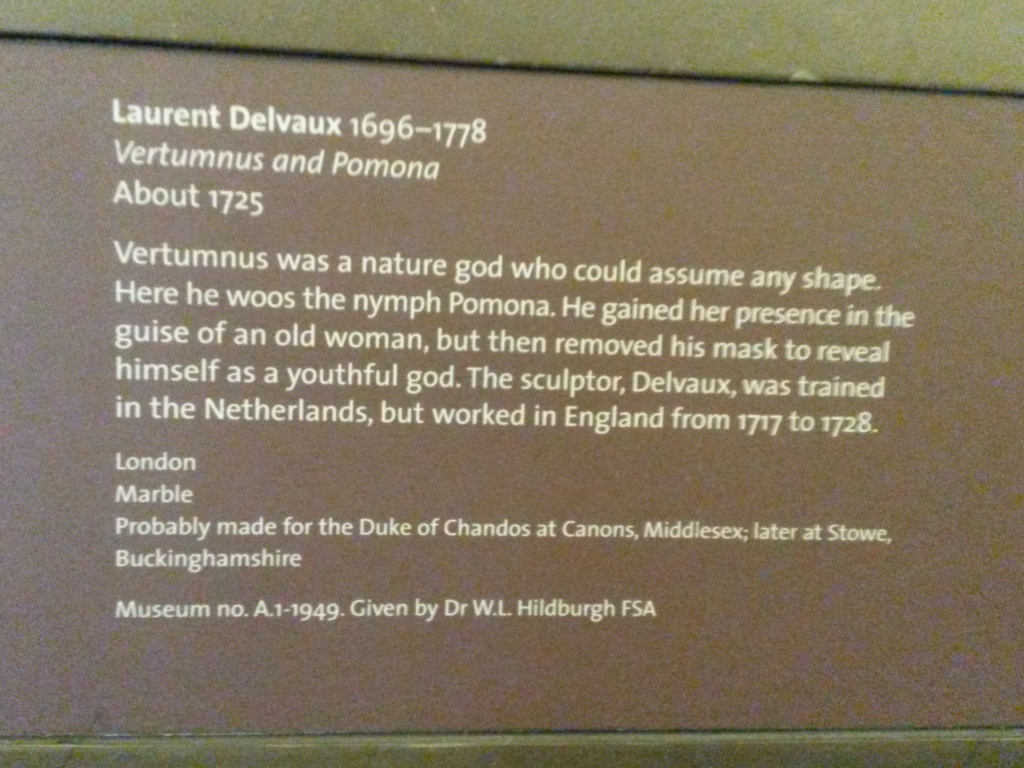 Laurent Delvaux 1696–1778
Vertumnus and Pomona
About 1725
Vertumnus was a nature god who could assume any shape.
Here he woos the nymph Pomona. He gained her presence in the
guise of an old woman, but then removed his mask to reveal
himself as a youthful god. The sculptor, Delvaux, was trained
in the Netherlands, but worked in England from 1717 to 1728.
London
Marble
Probably made for the Duke of Chandos at Canons, Middlesex; later at Stowe,
Buckinghamshire
Museum no. A.1-1949. Given by Dr W.L. Hildburgh FSA